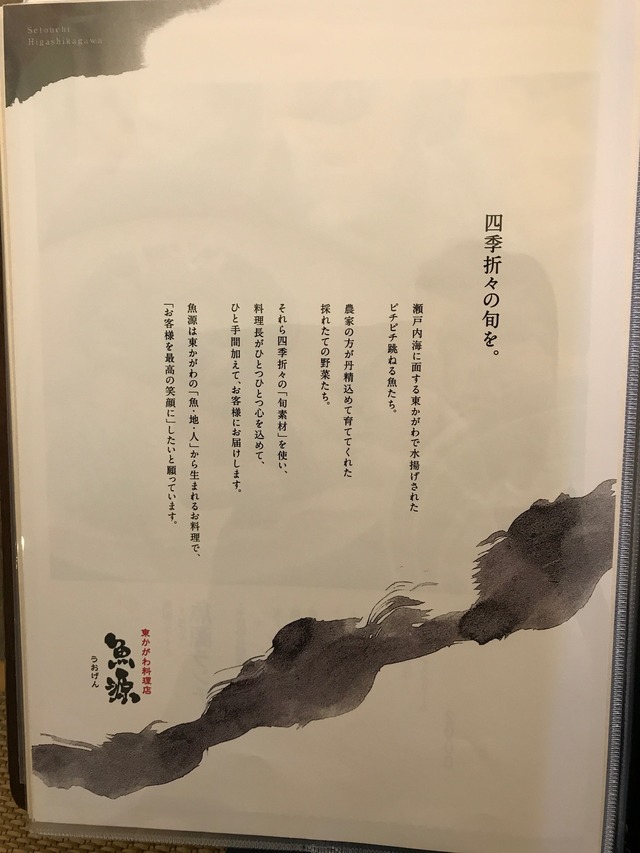 Setouchi
Higashikagawa
四季折々の旬を。
瀬戸内海に面する東かがわで水揚げされた
ピチピチ跳ねる魚たち。
農家の方が丹精込めて育ててくれた
採れたての野菜たち。
それら四季折々の「旬素材」を使い、
料理長がひとつひとつ心を込めて、
ひと手間加えて、お客様にお届けします。
魚源は東かがわの「魚・地・人」から生まれるお料理で、
「お客様を最高の笑顔に」したいと願っています。
東かがわ料理店
魚源
うおげん